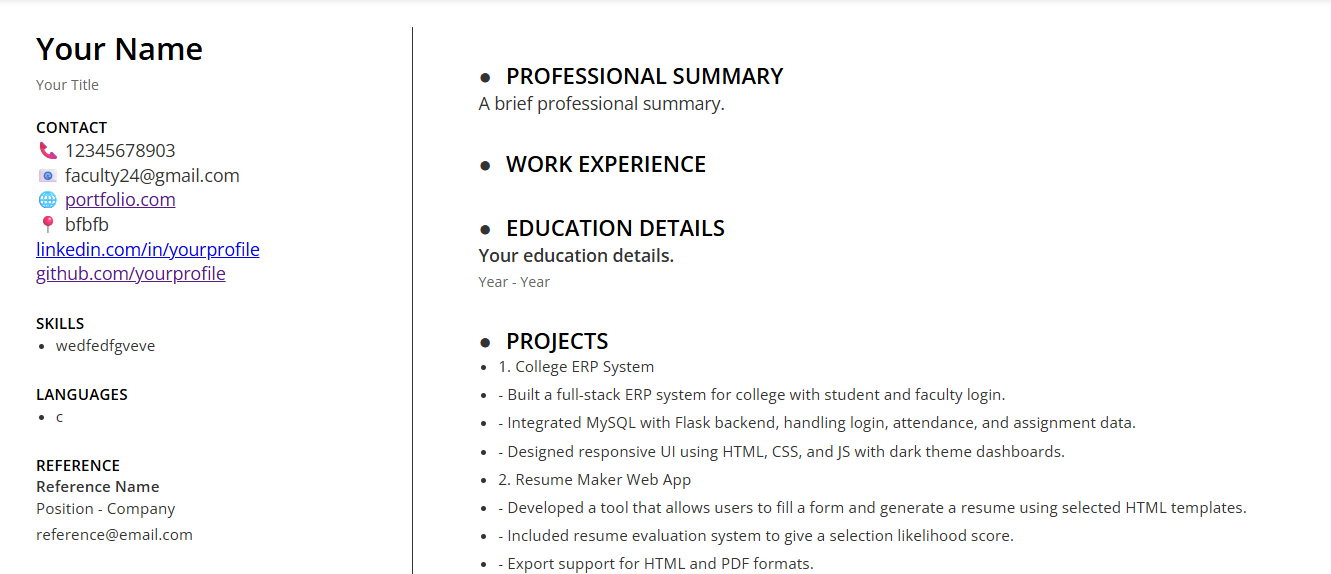 Your Name
Your Title
CONTACT
📞 12345678903
📧 faculty24@gmail.com
🌐 portfolio.com
📍 bfbfb
linkedin.com/in/yourprofile
github.com/yourprofile
SKILLS
• wedfedfgveve
LANGUAGES
• c
REFERENCE
Reference Name
Position - Company
reference@email.com
● PROFESSIONAL SUMMARY
A brief professional summary.
● WORK EXPERIENCE
● EDUCATION DETAILS
Your education details.
Year - Year
● PROJECTS
• 1. College ERP System
• - Built a full-stack ERP system for college with student and faculty login.
• - Integrated MySQL with Flask backend, handling login, attendance, and assignment data.
• - Designed responsive UI using HTML, CSS, and JS with dark theme dashboards.
• 2. Resume Maker Web App
• - Developed a tool that allows users to fill a form and generate a resume using selected HTML templates.
• - Included resume evaluation system to give a selection likelihood score.
• - Export support for HTML and PDF formats.